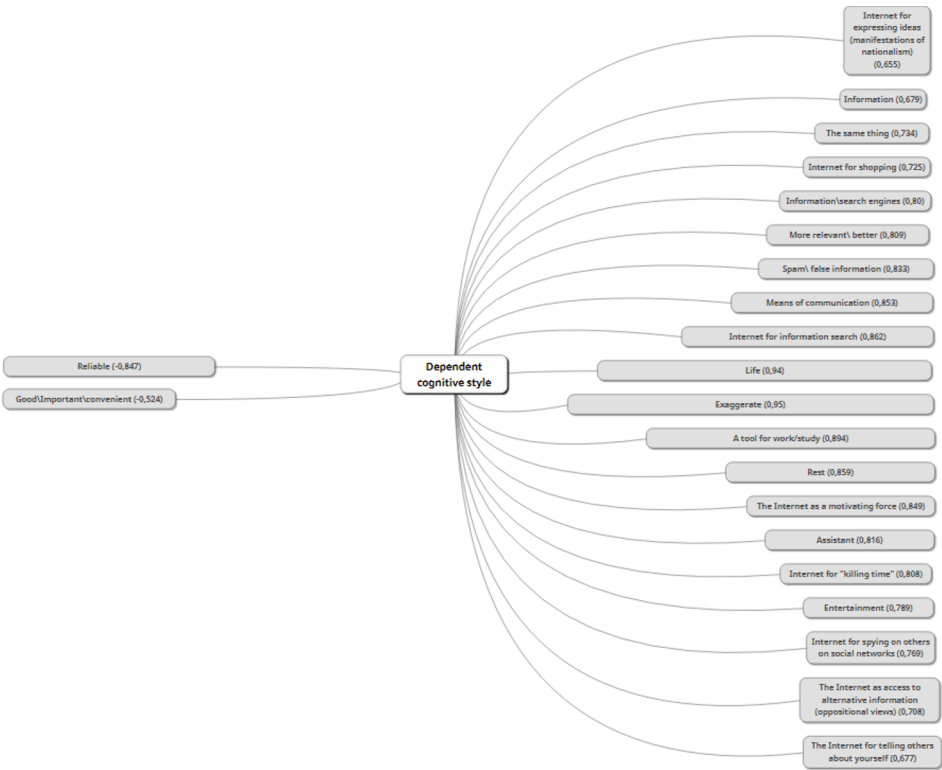 Internet for
expressing ideas
(manifestations of
nationalism)
(0,655)
Information (0,679)
The same thing (0,734)
Internet for shopping (0,725)
Information\search engines (0,80)
More relevant\ better (0,809)
Spam\ false information (0,833)
Means of communication (0,853)
Internet for information search (0,862)
Reliable (-0,847)
Good\Important\convenient (-0,524)
Dependent
cognitive style
Life (0,94)
Exaggerate (0,95)
A tool for work/study (0,894)
Rest (0,859)
The Internet as a motivating force (0,849)
Assistant (0,816)
Internet for "killing time" (0,808)
Entertainment (0,789)
Internet for spying on others
on social networks (0,769)
The Internet as access to
alternative information
(oppositional views) (0,708)
The Internet for telling others
about yourself (0,677)